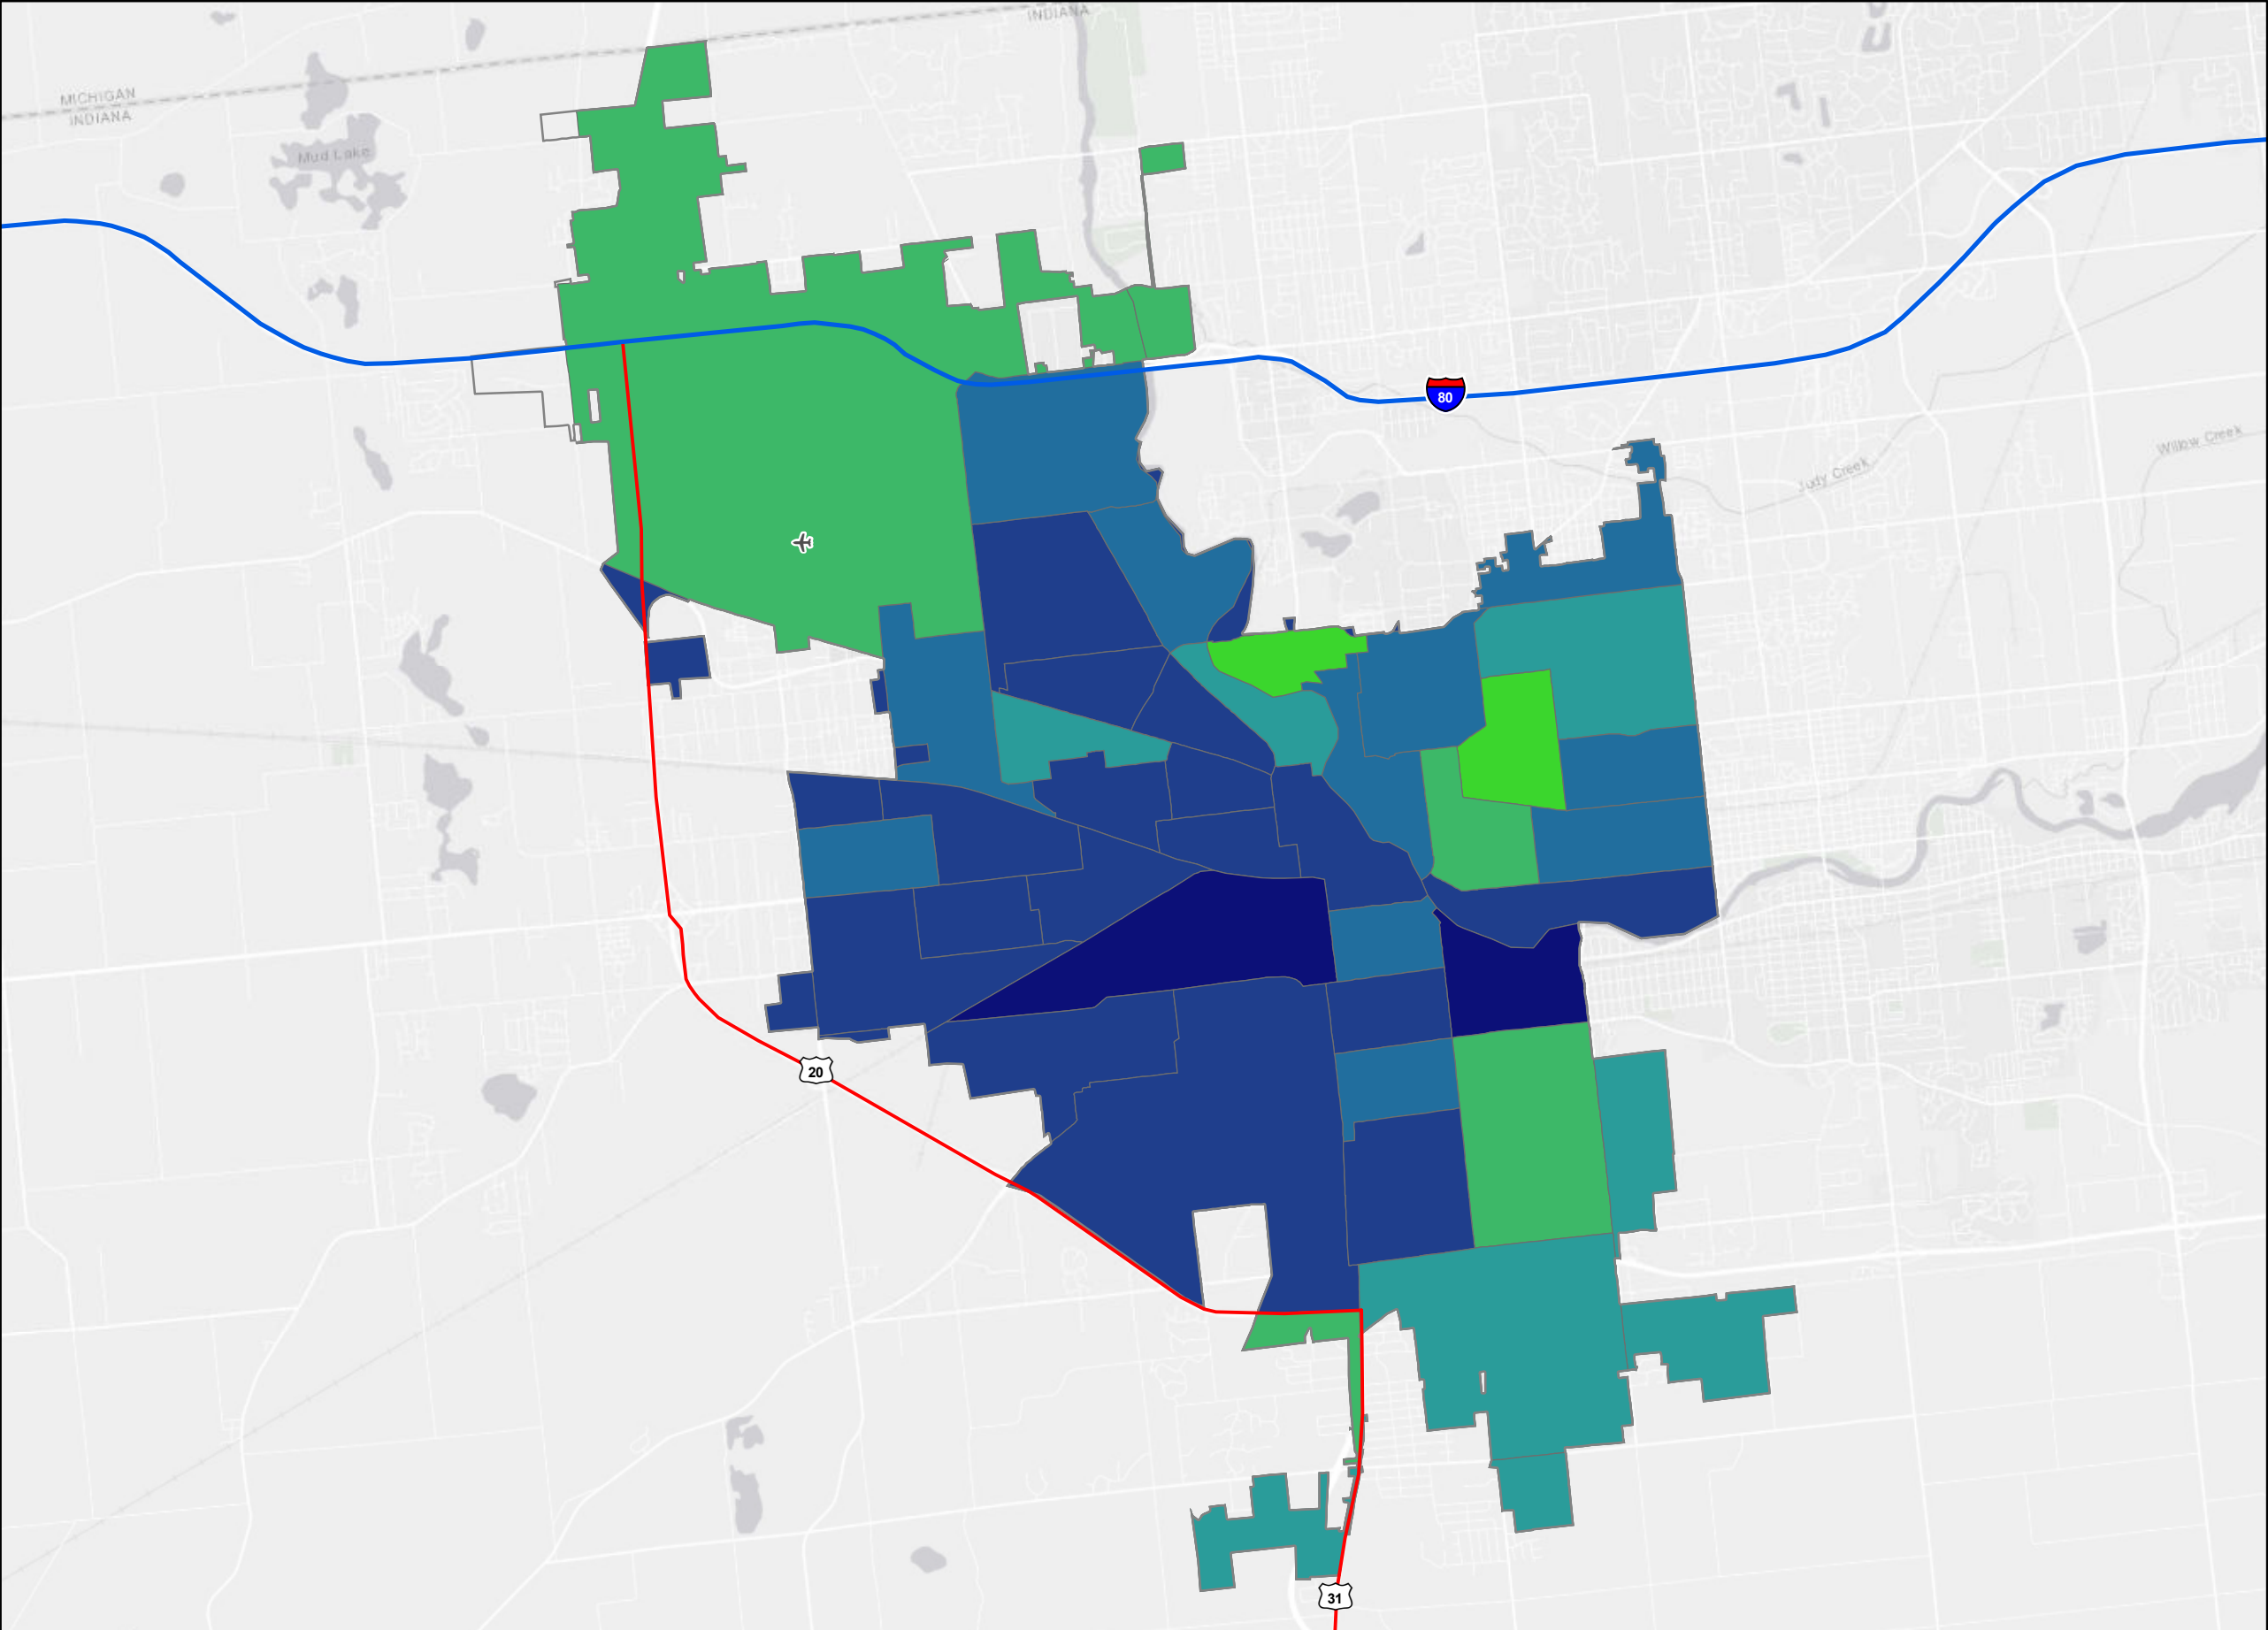 INDIANA
MICHIGAN
INDIANA
Mud Lake
80
Willow Creek
Judy Creek
20
31